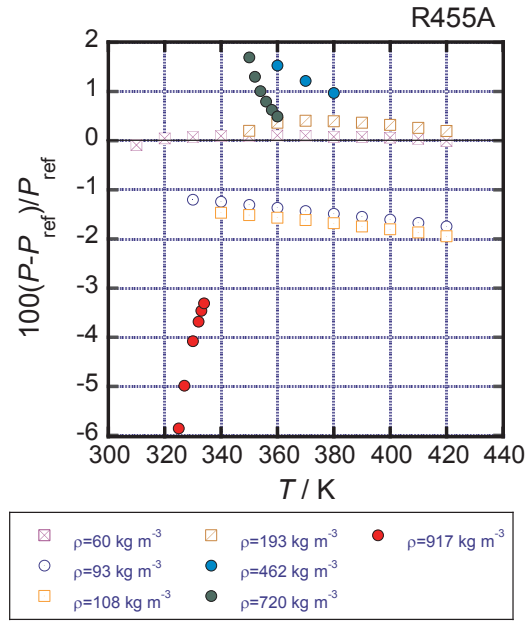 R455A
2
1
0
-1
-2
-3
-4
-5
-6
100(P-P_ref)/P_ref
300 320 340 360 380 400 420 440
T / K
ρ=60 kg m⁻³ ρ=193 kg m⁻³ ρ=917 kg m⁻³
ρ=93 kg m⁻³ ρ=462 kg m⁻³
ρ=108 kg m⁻³ ρ=720 kg m⁻³